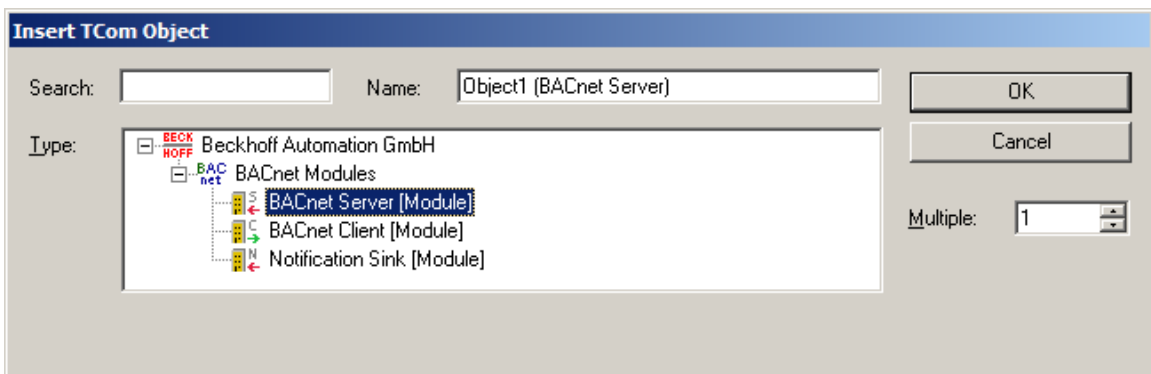 Insert TCom Object
Search:
Name: Object1 (BACnet Server)
OK
Type:
BECK HOFF Beckhoff Automation GmbH
Cancel
BAC net BACnet Modules
S BACnet Server [Module]
Multiple: 1
C BACnet Client [Module]
N Notification Sink [Module]